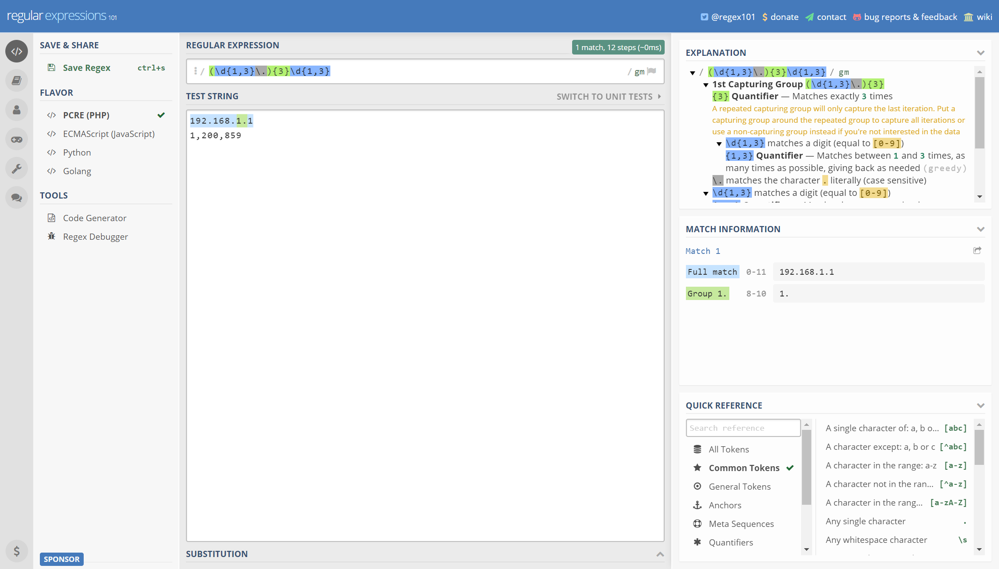 regular expressions 101
@regex101 donate contact bug reports & feedback wiki
SAVE & SHARE
Save Regex ctrl+s
FLAVOR
PCRE (PHP)
ECMAScript (JavaScript)
Python
Golang
TOOLS
Code Generator
Regex Debugger
SPONSOR
REGULAR EXPRESSION
1 match, 12 steps (~0ms)
/ (\d{1,3}\.){3}\d{1,3} / gm
TEST STRING
SWITCH TO UNIT TESTS
192.168.1.1
1,200,859
SUBSTITUTION
EXPLANATION
/ (\d{1,3}\.){3}\d{1,3} / gm
1st Capturing Group (\d{1,3}\.){3}
{3} Quantifier — Matches exactly 3 times
A repeated capturing group will only capture the last iteration. Put a
capturing group around the repeated group to capture all iterations or
use a non-capturing group instead if you're not interested in the data
\d{1,3} matches a digit (equal to [0-9])
{1,3} Quantifier — Matches between 1 and 3 times, as
many times as possible, giving back as needed (greedy)
\. matches the character . literally (case sensitive)
\d{1,3} matches a digit (equal to [0-9])
MATCH INFORMATION
Match 1
Full match 0-11 192.168.1.1
Group 1. 8-10 1.
QUICK REFERENCE
Search reference
All Tokens
Common Tokens
General Tokens
Anchors
Meta Sequences
Quantifiers
A single character of: a, b o... [abc]
A character except: a, b or c [^abc]
A character in the range: a-z [a-z]
A character not in the ran... [^a-z]
A character in the rang... [a-zA-Z]
Any single character .
Any whitespace character \s